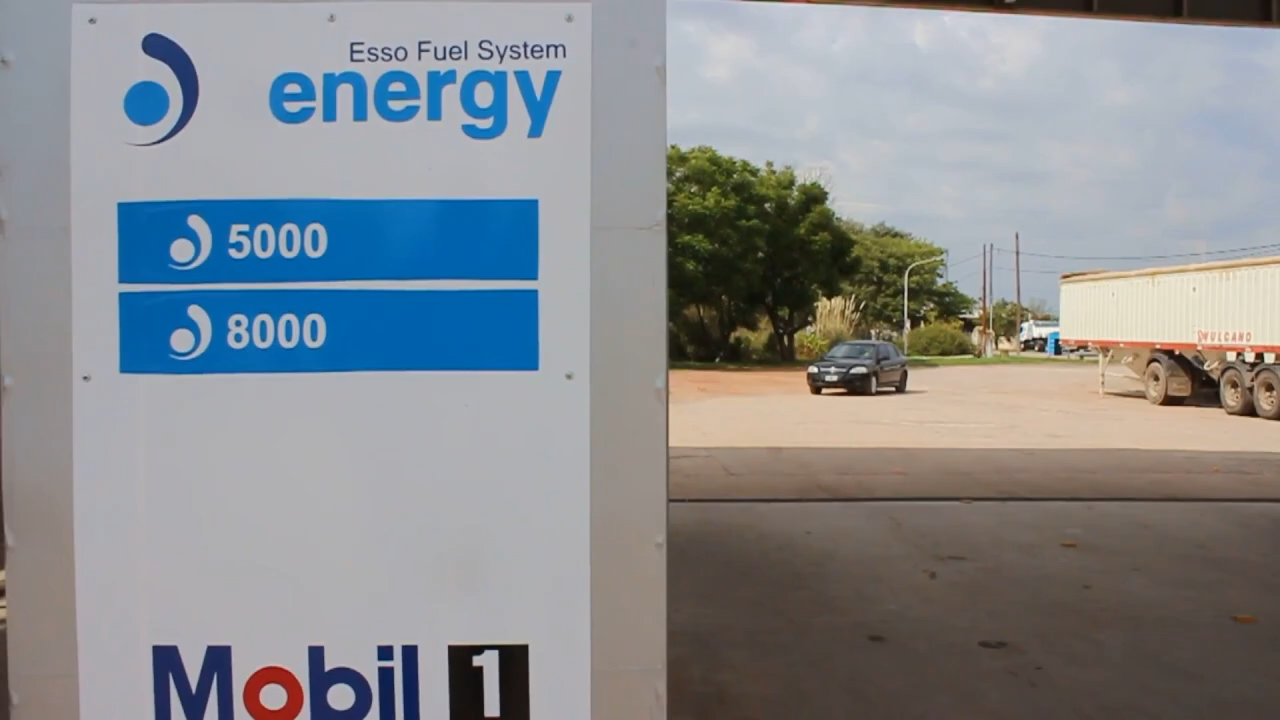 Esso Fuel System
energy
5000
8000
Mobil 1
VULCANO